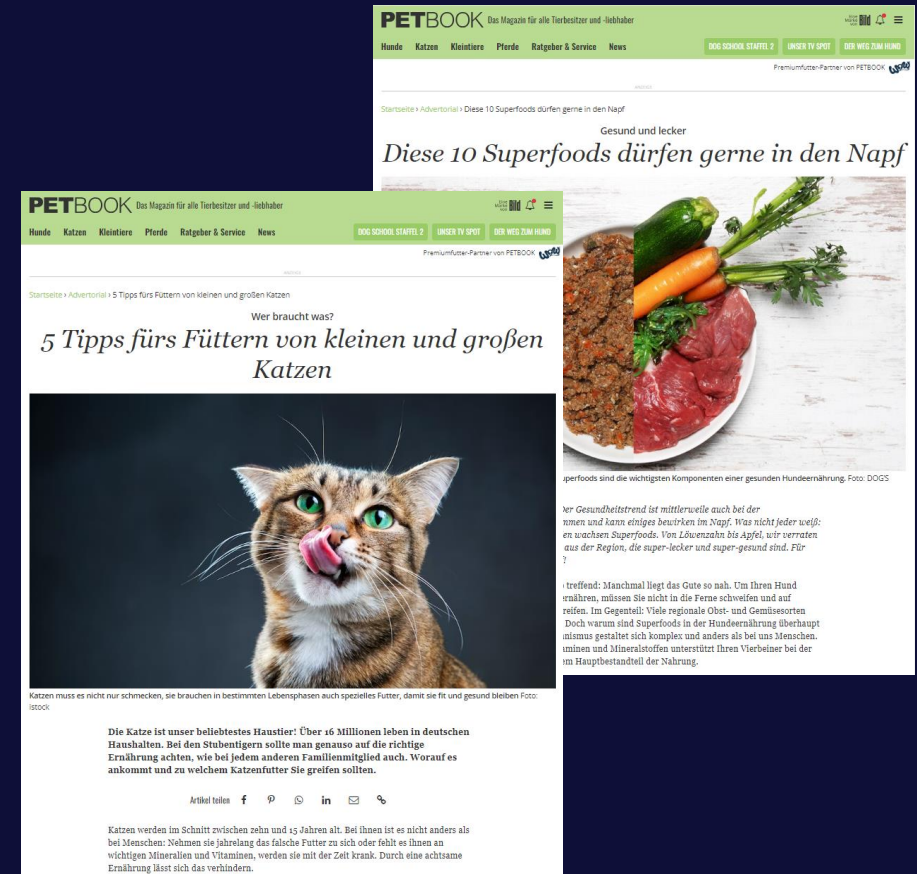 PETBOOK Das Magazin für alle Tierbesitzer und -liebhaber
Bild
Hunde Katzen Kleintiere Pferde Ratgeber & Service News DOG SCHOOL STAFFEL 2 UNSER TV SPOT DER WEG ZUM HUND
Premiumfutter-Partner von PETBOOK
ANZEIGE
Startseite › Advertorial › Diese 10 Superfoods dürfen gerne in den Napf
Gesund und lecker
Diese 10 Superfoods dürfen gerne in den Napf
sind die wichtigsten Komponenten einer gesunden Hundeernährung. Foto: DOG'S
Der Gesundheitstrend ist mittlerweile auch bei der
und kann einiges bewirken im Napf. Was nicht jeder weiß:
wachsen Superfoods. Von Löwenzahn bis Apfel, wir verraten
aus der Region, die super-lecker und super-gesund sind. Für
?
treffend: Manchmal liegt das Gute so nah. Um Ihren Hund
müssen Sie nicht in die Ferne schweifen und auf
Im Gegenteil: Viele regionale Obst- und Gemüsesorten
Doch warum sind Superfoods in der Hundeernährung überhaupt
gestaltet sich komplex und anders als bei uns Menschen.
und Mineralstoffen unterstützt Ihren Vierbeiner bei der
Hauptbestandteil der Nahrung.
PETBOOK Das Magazin für alle Tierbesitzer und -liebhaber
Bild
Hunde Katzen Kleintiere Pferde Ratgeber & Service News DOG SCHOOL STAFFEL 2 UNSER TV SPOT DER WEG ZUM HUND
Premiumfutter-Partner von PETBOOK
ANZEIGE
Startseite › Advertorial › 5 Tipps fürs Füttern von kleinen und großen Katzen
Wer braucht was?
5 Tipps fürs Füttern von kleinen und großen
Katzen
Katzen muss es nicht nur schmecken, sie brauchen in bestimmten Lebensphasen auch spezielles Futter, damit sie fit und gesund bleiben Foto:
Istock
Die Katze ist unser beliebtestes Haustier! Über 16 Millionen leben in deutschen
Haushalten. Bei den Stubentigern sollte man genauso auf die richtige
Ernährung achten, wie bei jedem anderen Familienmitglied auch. Worauf es
ankommt und zu welchem Katzenfutter Sie greifen sollten.
Artikel teilen
Katzen werden im Schnitt zwischen zehn und 15 Jahren alt. Bei ihnen ist es nicht anders als
bei Menschen: Nehmen sie jahrelang das falsche Futter zu sich oder fehlt es ihnen an
wichtigen Mineralien und Vitaminen, werden sie mit der Zeit krank. Durch eine achtsame
Ernährung lässt sich das verhindern.